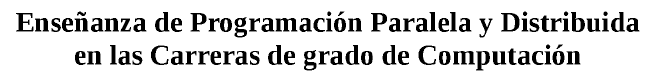 Enseñanza de Programación Paralela y Distribuida
en las Carreras de grado de Computación